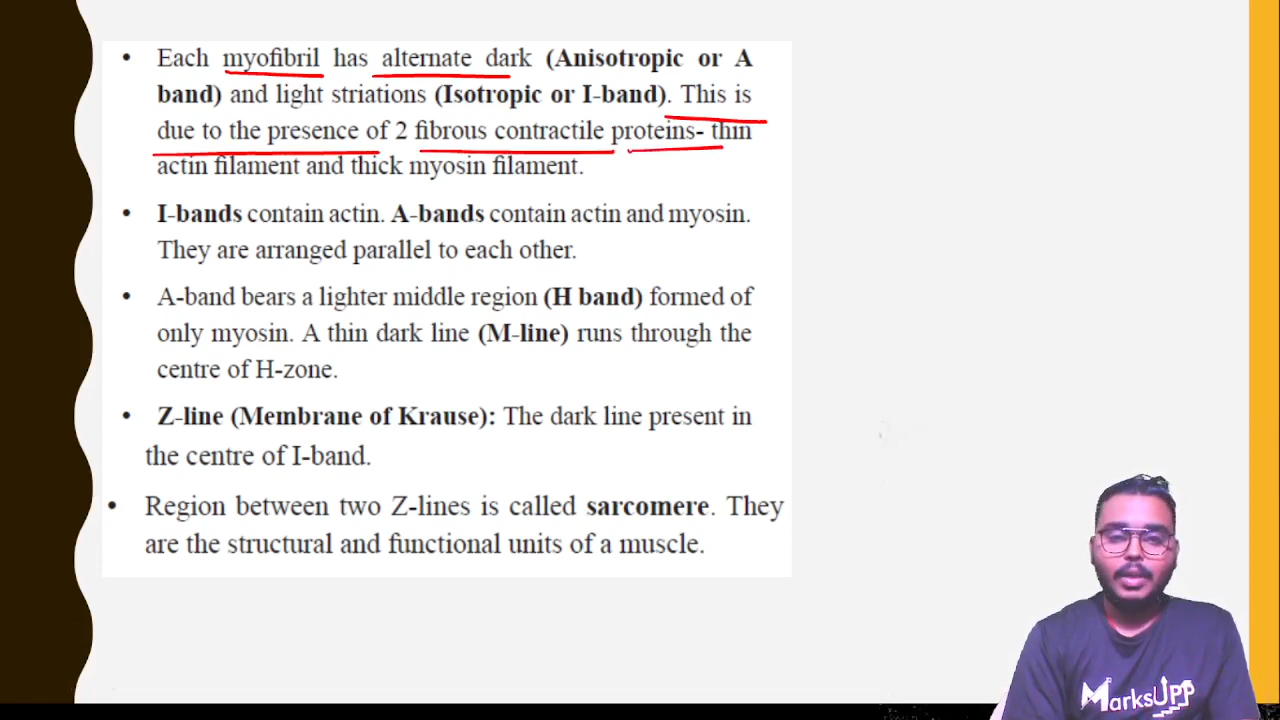 • Each myofibril has alternate dark (Anisotropic or A
band) and light striations (Isotropic or I-band). This is
due to the presence of 2 fibrous contractile proteins- thin
actin filament and thick myosin filament.
• I-bands contain actin. A-bands contain actin and myosin.
They are arranged parallel to each other.
• A-band bears a lighter middle region (H band) formed of
only myosin. A thin dark line (M-line) runs through the
centre of H-zone.
• Z-line (Membrane of Krause): The dark line present in
the centre of I-band.
• Region between two Z-lines is called sarcomere. They
are the structural and functional units of a muscle.
MarksUpp